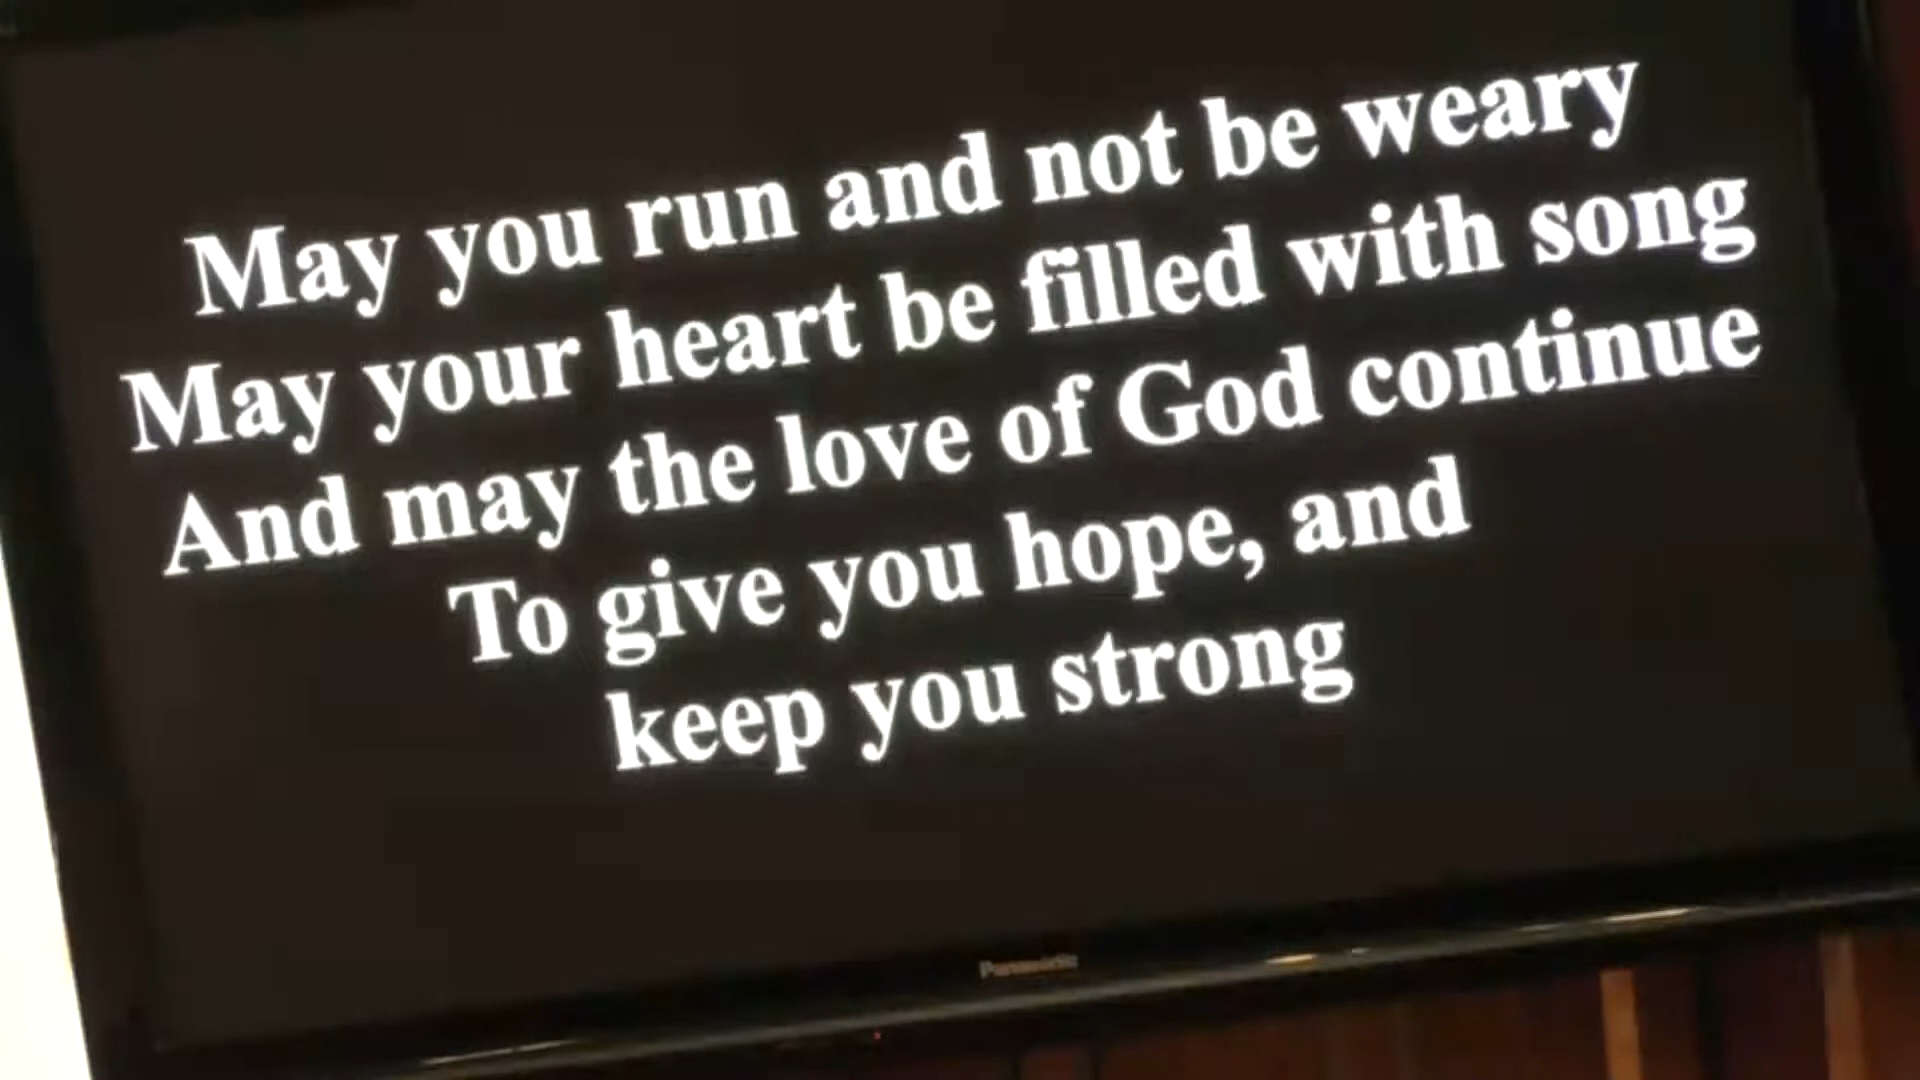 May you run and not be weary
May your heart be filled with song
And may the love of God continue
To give you hope, and
keep you strong
Panasonic